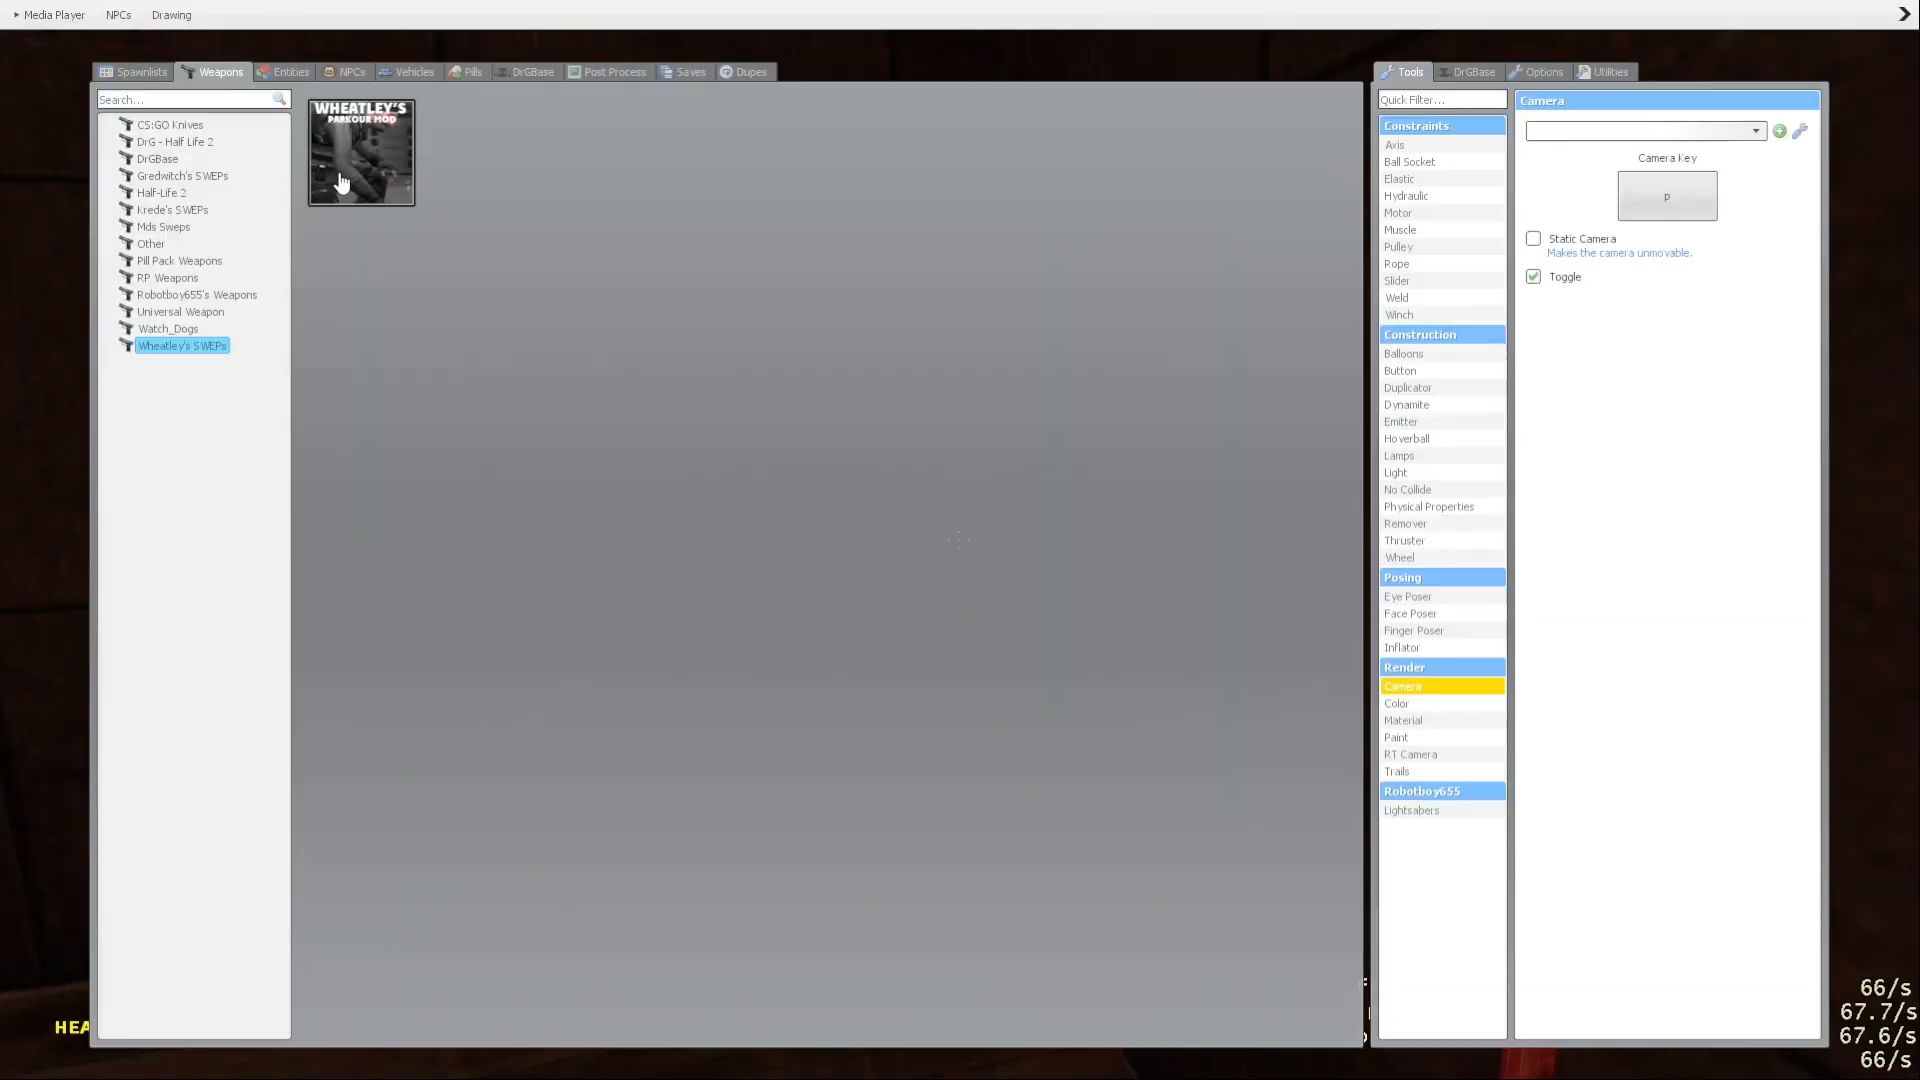 Media Player NPCs Drawing
Spawnlists Weapons Entities NPCs Vehicles Pills DrGBase Post Process Saves Dupes
Search...
CS:GO Knives
DrG - Half Life 2
DrGBase
Gredwitch's SWEPs
Half-Life 2
Krede's SWEPs
Mds Sweps
Other
Pill Pack Weapons
RP Weapons
Robotboy655's Weapons
Universal Weapon
Watch_Dogs
Wheatley's SWEPs
WHEATLEY'S
PARKOUR MOD
Tools DrGBase Options Utilities
Quick Filter...
Constraints
Axis
Ball Socket
Elastic
Hydraulic
Motor
Muscle
Pulley
Rope
Slider
Weld
Winch
Construction
Balloons
Button
Duplicator
Dynamite
Emitter
Hoverball
Lamps
Light
No Collide
Physical Properties
Remover
Thruster
Wheel
Posing
Eye Poser
Face Poser
Finger Poser
Inflator
Render
Camera
Color
Material
Paint
RT Camera
Trails
Robotboy655
Lightsabers
Camera
Camera Key
P
Static Camera
Makes the camera unmovable.
Toggle
HEA
66/s
67.7/s
67.6/s
66/s